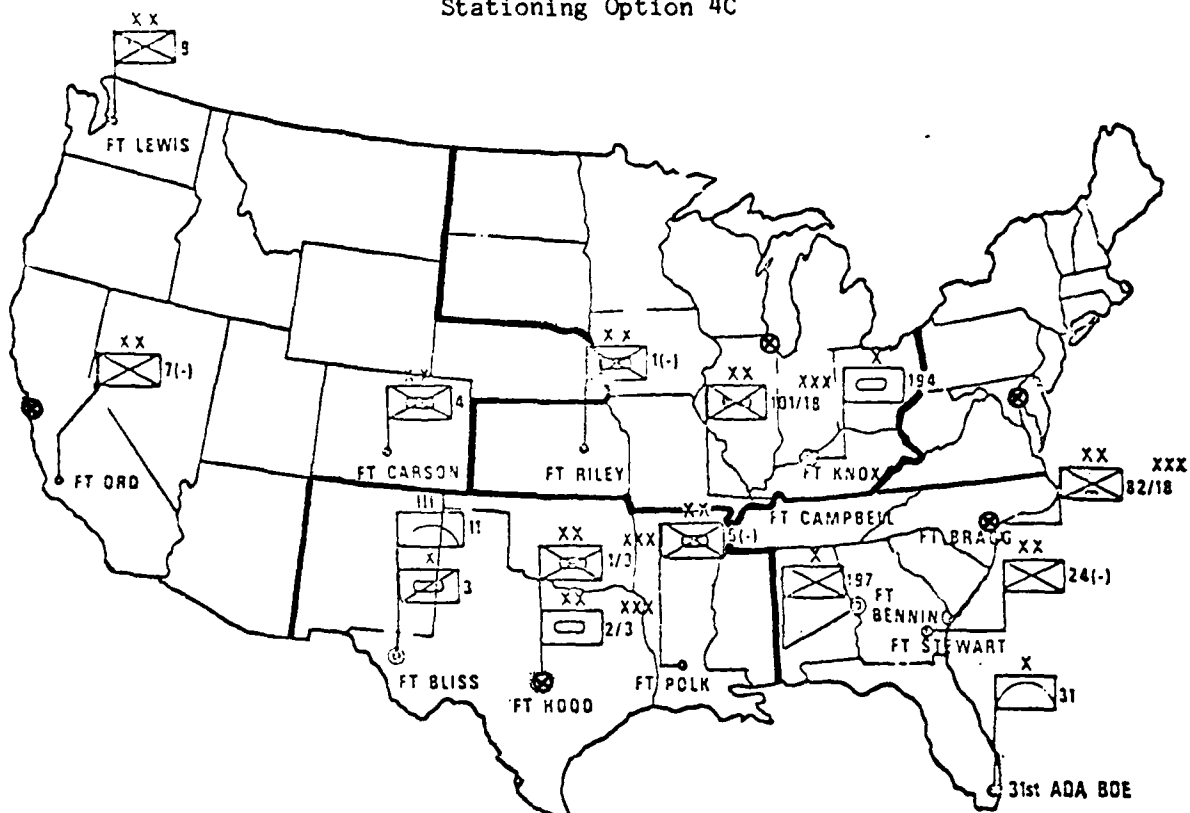 Stationing Option 4C
XX
9
FT LEWIS
XX
7(-)
FT ORD
XX
4
FT CARSON
XX
1(-)
FT RILEY
XX
101/18
XXX
X
194
FT KNOX
FT CAMPBELL
XX
XXX
82/18
FT BRAGG
XX
24(-)
FT STEWART
X
197
FT
BENNING
XX
5(-)
FT POLK
III
11
X
3
FT BLISS
XX
1/3
XXX
XX
2/3
XXX
FT HOOD
X
31
31st ADA BDE